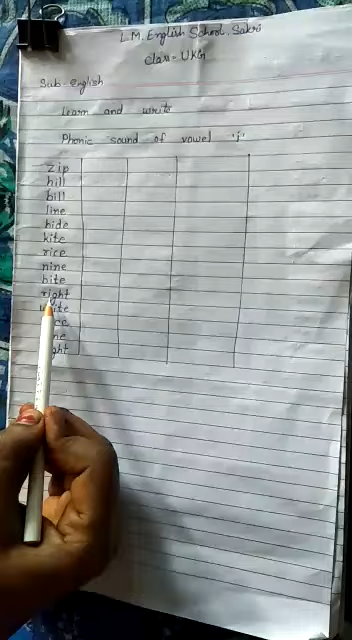 L.M. English School, Sakri
Class = UKG
Sub - English
Learn and write
Phonic sound of vowel 'i'
zip
hill
bill
line
hide
kite
rice
nine
bite
right